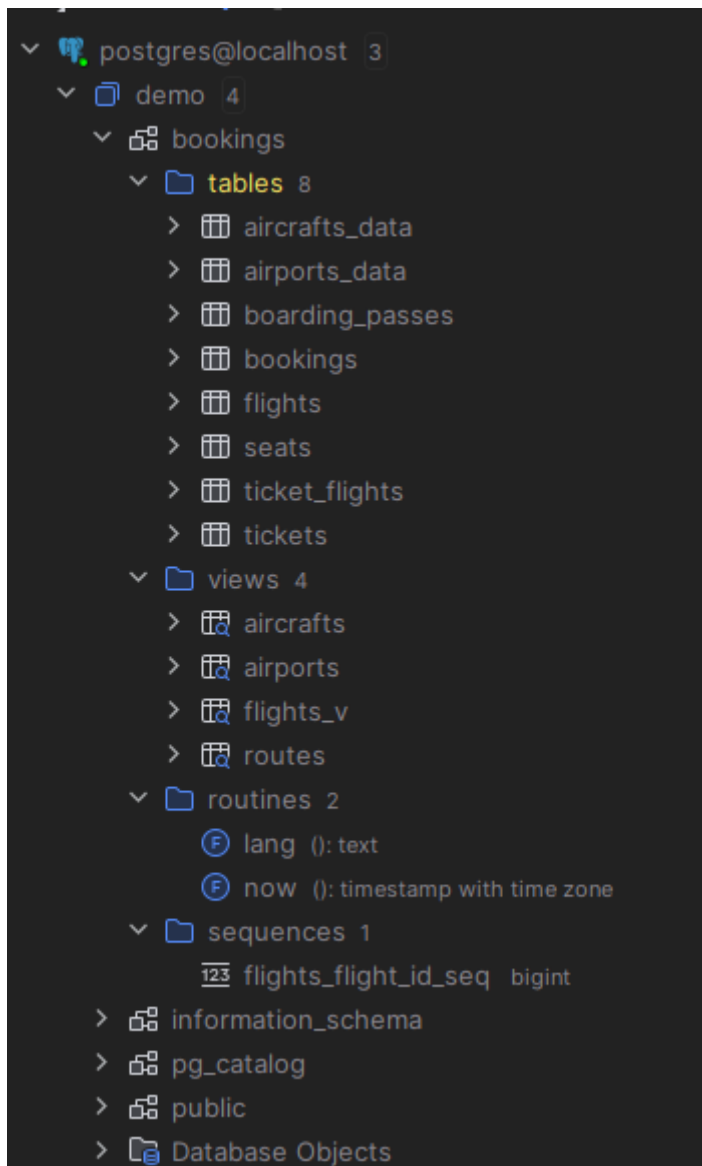 postgres@localhost 3
demo 4
bookings
tables 8
aircrafts_data
airports_data
boarding_passes
bookings
flights
seats
ticket_flights
tickets
views 4
aircrafts
airports
flights_v
routes
routines 2
F lang (): text
F now (): timestamp with time zone
sequences 1
123 flights_flight_id_seq bigint
information_schema
pg_catalog
public
Database Objects